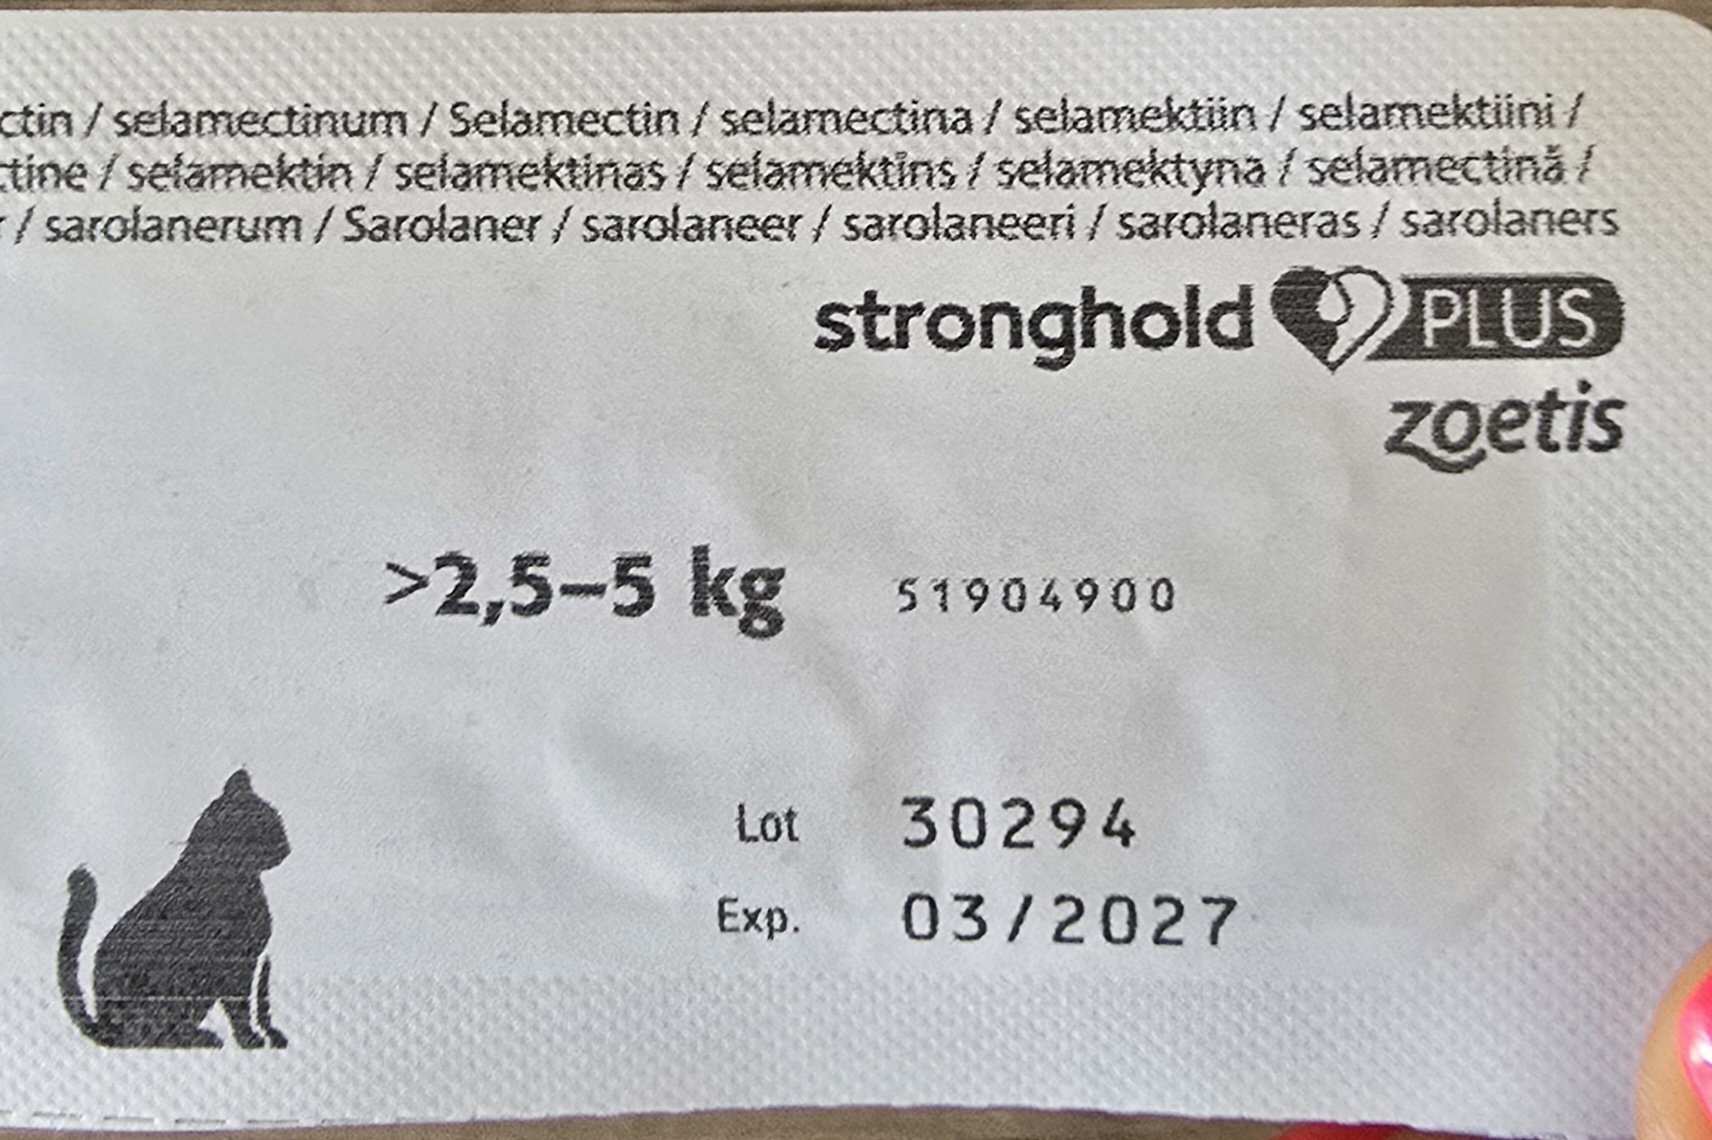 / selamectinum / Selamectin / selamectina / selamektiin / selamektiini /
/ selamektin / selamektinas / selamektīns / selamektyna / selamectină /
/ sarolanerum / Sarolaner / sarolaneer / sarolaneeri / sarolaneras / sarolaners
stronghold PLUS
zoetis
>2,5–5 kg 51904900
Lot 30294
Exp. 03/2027